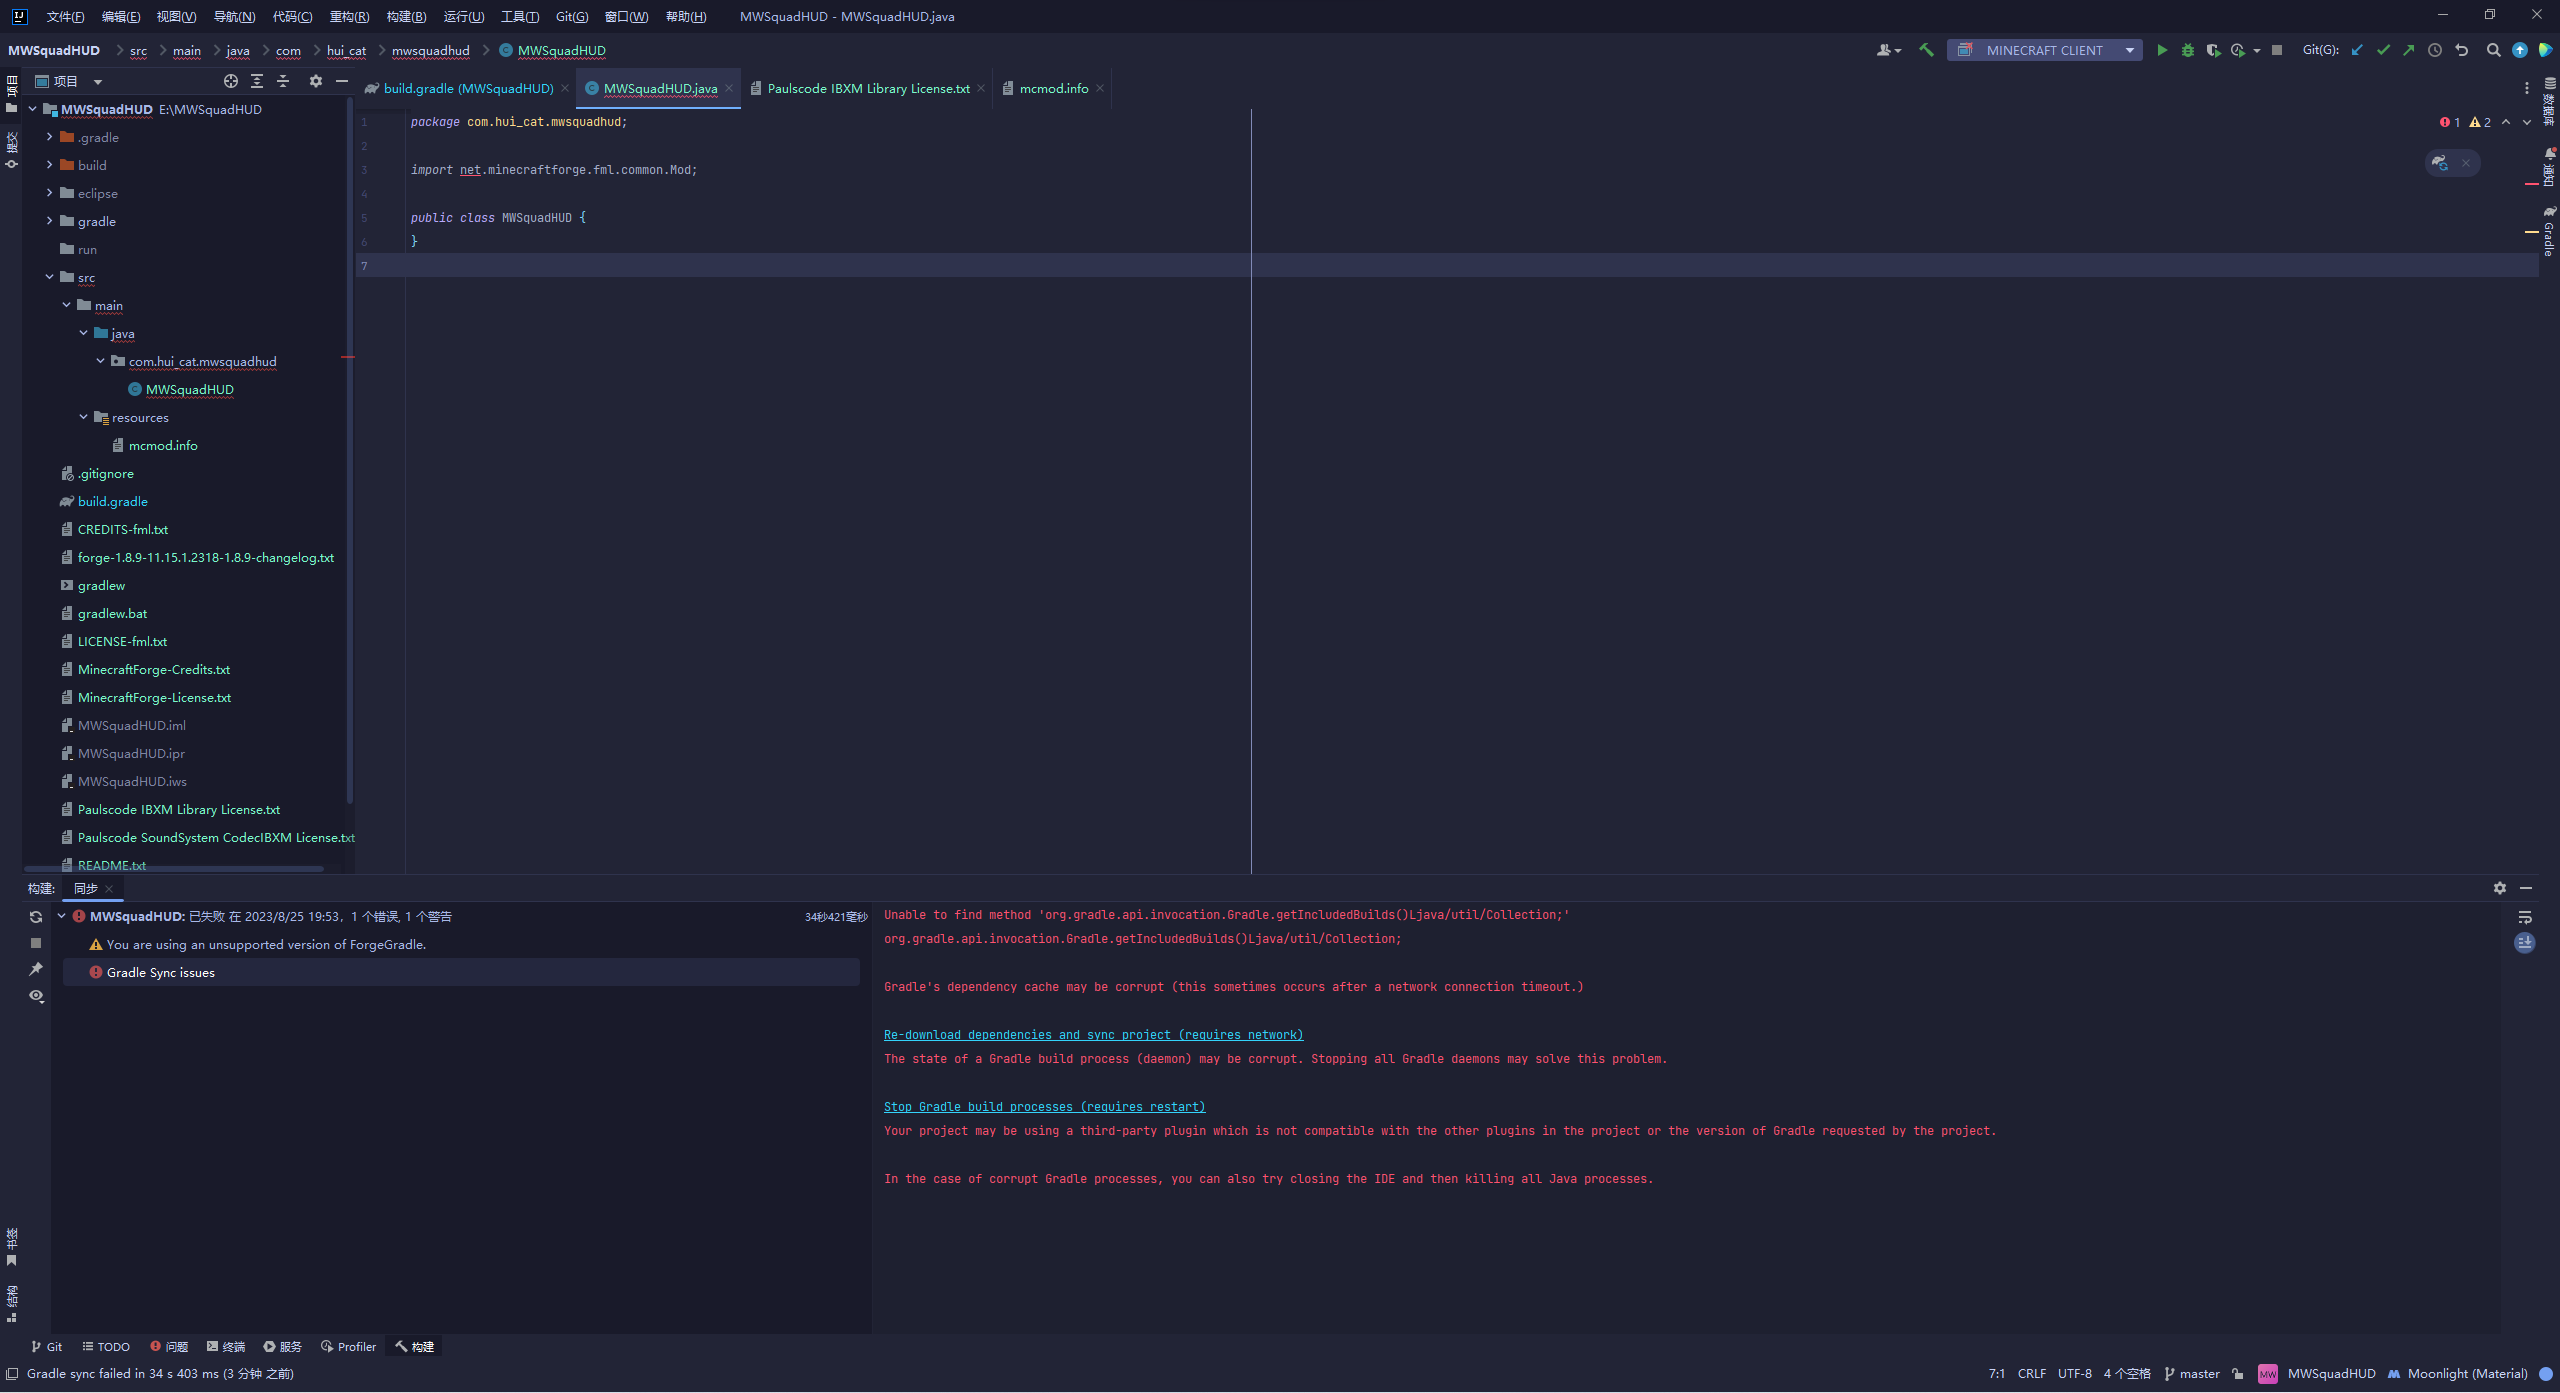 文件(F) 编辑(E) 视图(V) 导航(N) 代码(C) 重构(R) 构建(B) 运行(U) 工具(T) Git(G) 窗口(W) 帮助(H) MWSquadHUD - MWSquadHUD.java
MWSquadHUD src main java com hui_cat mwsquadhud MWSquadHUD MINECRAFT CLIENT Git(G):
项目
build.gradle (MWSquadHUD) MWSquadHUD.java Paulscode IBXM Library License.txt mcmod.info
项目
提交
数据库
通知
Gradle
MWSquadHUD E:\MWSquadHUD
.gradle
build
eclipse
gradle
run
src
main
java
com.hui_cat.mwsquadhud
MWSquadHUD
resources
mcmod.info
.gitignore
build.gradle
CREDITS-fml.txt
forge-1.8.9-11.15.1.2318-1.8.9-changelog.txt
gradlew
gradlew.bat
LICENSE-fml.txt
MinecraftForge-Credits.txt
MinecraftForge-License.txt
MWSquadHUD.iml
MWSquadHUD.ipr
MWSquadHUD.iws
Paulscode IBXM Library License.txt
Paulscode SoundSystem CodecIBXM License.txt
README.txt
1 package com.hui_cat.mwsquadhud;
2
3 import net.minecraftforge.fml.common.Mod;
4
5 public class MWSquadHUD {
6 }
7
1 2
构建: 同步
MWSquadHUD: 已失败 在 2023/8/25 19:53, 1 个错误, 1 个警告 34秒421毫秒
You are using an unsupported version of ForgeGradle.
Gradle Sync issues
Unable to find method 'org.gradle.api.invocation.Gradle.getIncludedBuilds()Ljava/util/Collection;'
org.gradle.api.invocation.Gradle.getIncludedBuilds()Ljava/util/Collection;
Gradle's dependency cache may be corrupt (this sometimes occurs after a network connection timeout.)
Re-download dependencies and sync project (requires network)
The state of a Gradle build process (daemon) may be corrupt. Stopping all Gradle daemons may solve this problem.
Stop Gradle build processes (requires restart)
Your project may be using a third-party plugin which is not compatible with the other plugins in the project or the version of Gradle requested by the project.
In the case of corrupt Gradle processes, you can also try closing the IDE and then killing all Java processes.
书签
结构
Git TODO 问题 终端 服务 Profiler 构建
Gradle sync failed in 34 s 403 ms (3 分钟 之前) 7:1 CRLF UTF-8 4 个空格 master MW MWSquadHUD Moonlight (Material)